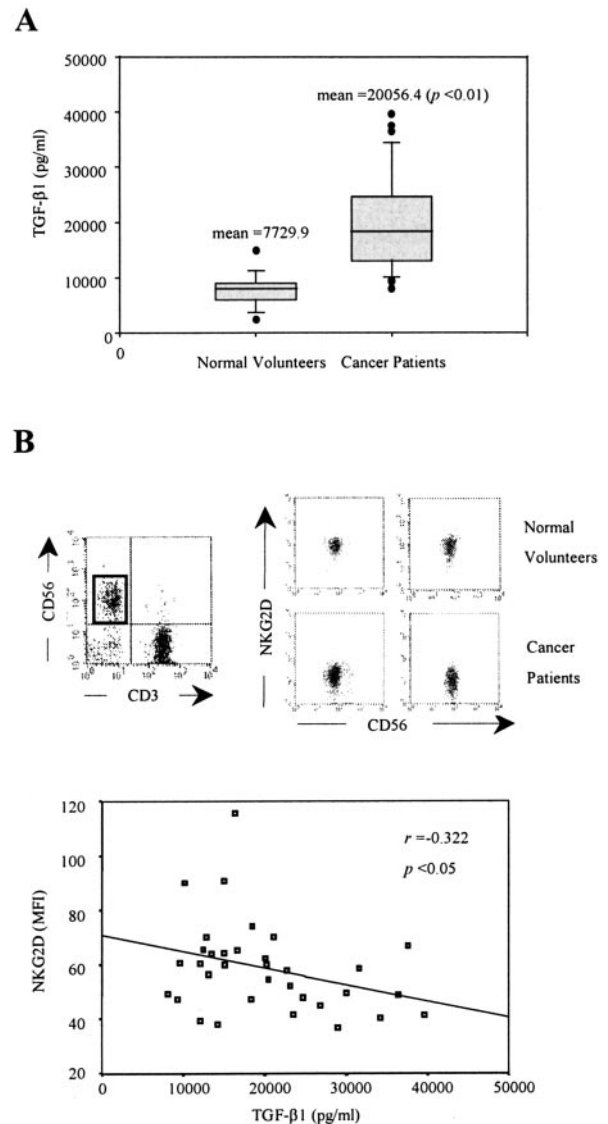 A
50000
40000
30000
20000
10000
0
TGF-β1 (pg/ml)
mean =7729.9
mean =20056.4 (p <0.01)
0
Normal Volunteers
Cancer Patients
B
CD56
CD3
NKG2D
CD56
Normal
Volunteers
Cancer
Patients
120
100
80
60
40
20
NKG2D (MFI)
r =-0.322
p <0.05
0
10000
20000
30000
40000
50000
TGF-β1 (pg/ml)